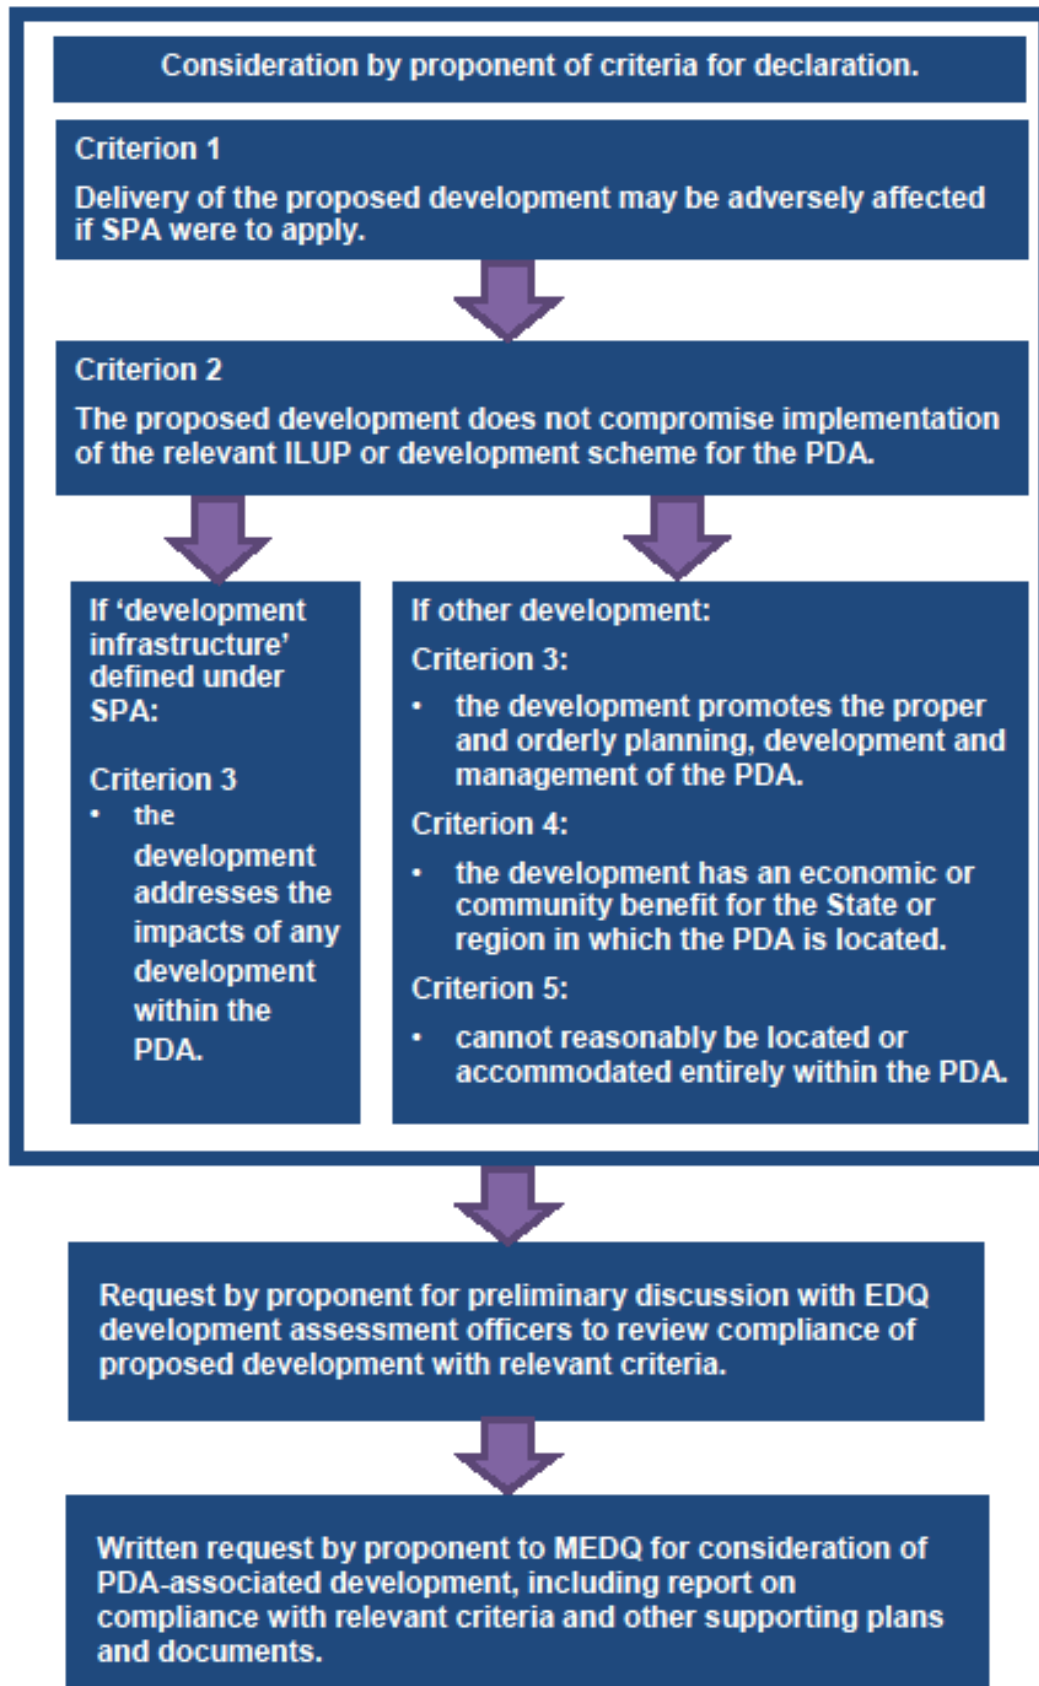 Consideration by proponent of criteria for declaration.
Criterion 1
Delivery of the proposed development may be adversely affected
if SPA were to apply.
Criterion 2
The proposed development does not compromise implementation
of the relevant ILUP or development scheme for the PDA.
If ‘development
infrastructure’
defined under
SPA:
Criterion 3
• the
development
addresses the
impacts of any
development
within the
PDA.
If other development:
Criterion 3:
• the development promotes the proper
and orderly planning, development and
management of the PDA.
Criterion 4:
• the development has an economic or
community benefit for the State or
region in which the PDA is located.
Criterion 5:
• cannot reasonably be located or
accommodated entirely within the PDA.
Request by proponent for preliminary discussion with EDQ
development assessment officers to review compliance of
proposed development with relevant criteria.
Written request by proponent to MEDQ for consideration of
PDA-associated development, including report on
compliance with relevant criteria and other supporting plans
and documents.